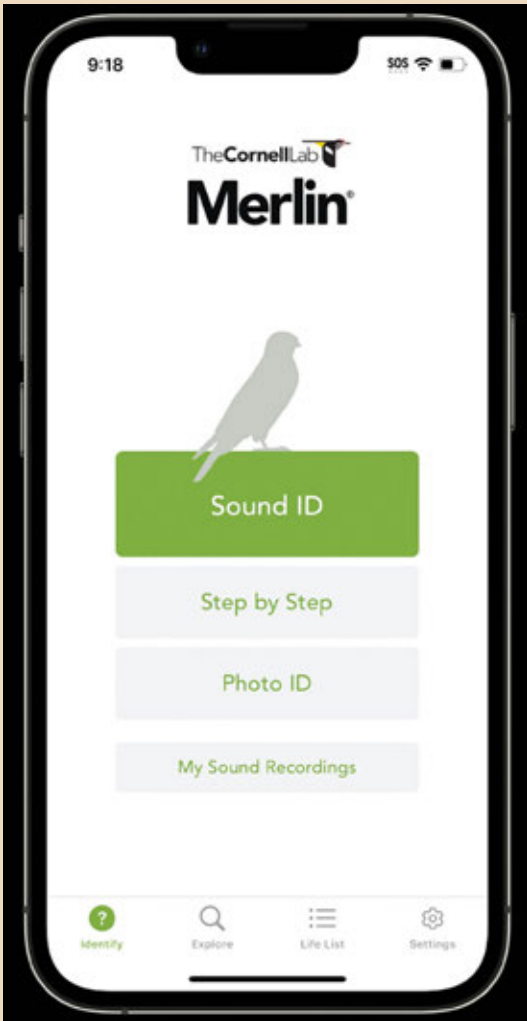 9:18
SOS
TheCornellLab
Merlin®
Sound ID
Step by Step
Photo ID
My Sound Recordings
?
Identify
Explore
Life List
Settings